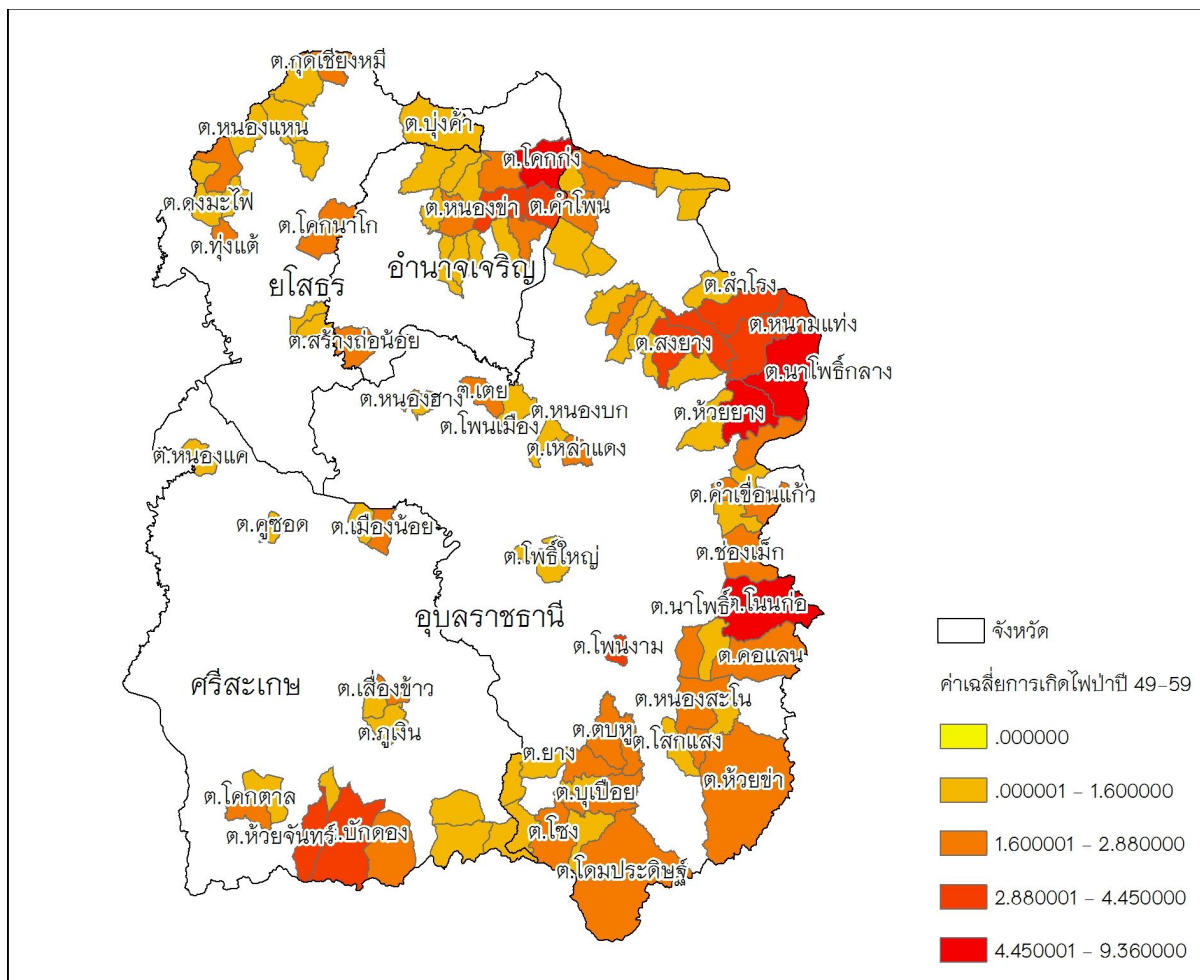 ต.กุดเชียงหมี
ต.บุ่งค้า
ต.หนองแหน
ต.โคกก่ง
ต.ดงมะไฟ
ต.โคกนาโก
ต.หนองข่า
ต.คำโพน
ต.ทุ่งแต้
ยโสธร
อำนาจเจริญ
ต.สำโรง
ต.สร้างถ่อน้อย
ต.สงยาง
ต.หนามแท่ง
ต.นาโพธิ์กลาง
ต.หนองฮาง
ต.เตย
ต.โพนเมือง
ต.หนองบก
ต.ห้วยยาง
ต.เหล่าแดง
ต.หนองแค
ต.คำเขื่อนแก้ว
ต.คูซอด
ต.เมืองน้อย
ต.โพธิ์ใหญ่
ต.ช่องเม็ก
อุบลราชธานี
ต.นาโพธิ์
ต.โนนก่อ
ต.โพนงาม
ต.คอแลน
ศรีสะเกษ
ต.เสื่องข้าว
ต.ภูเงิน
ต.หนองสะโน
ต.ตบหู
ต.โสกแสง
ต.ยาง
ต.ห้วยข่า
ต.โคกตาล
ต.บุเปือย
ต.ห้วยจันทร์
.บักดอง
ต.โซง
ต.โดมประดิษฐ์
จังหวัด
ค่าเฉลี่ยการเกิดไฟป่าปี 49-59
.000000
.000001 - 1.600000
1.600001 - 2.880000
2.880001 - 4.450000
4.450001 - 9.360000